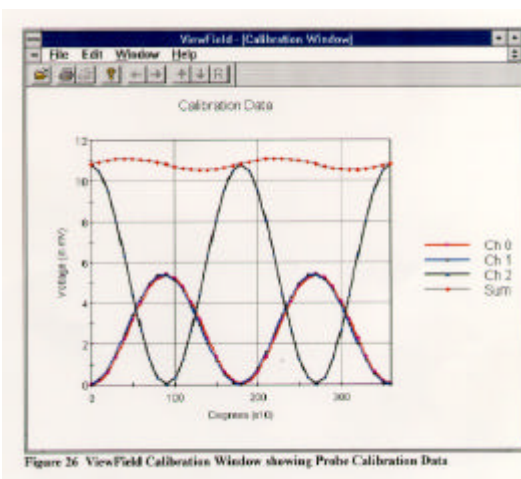 ViewField - [Calibration Window]
File Edit Window Help
R
Calibration Data
12
10
8
6
4
2
0
Voltage (in mV)
0 100 200 300
Degrees (x10)
Ch 0
Ch 1
Ch 2
Sum
Figure 26 ViewField Calibration Window showing Probe Calibration Data